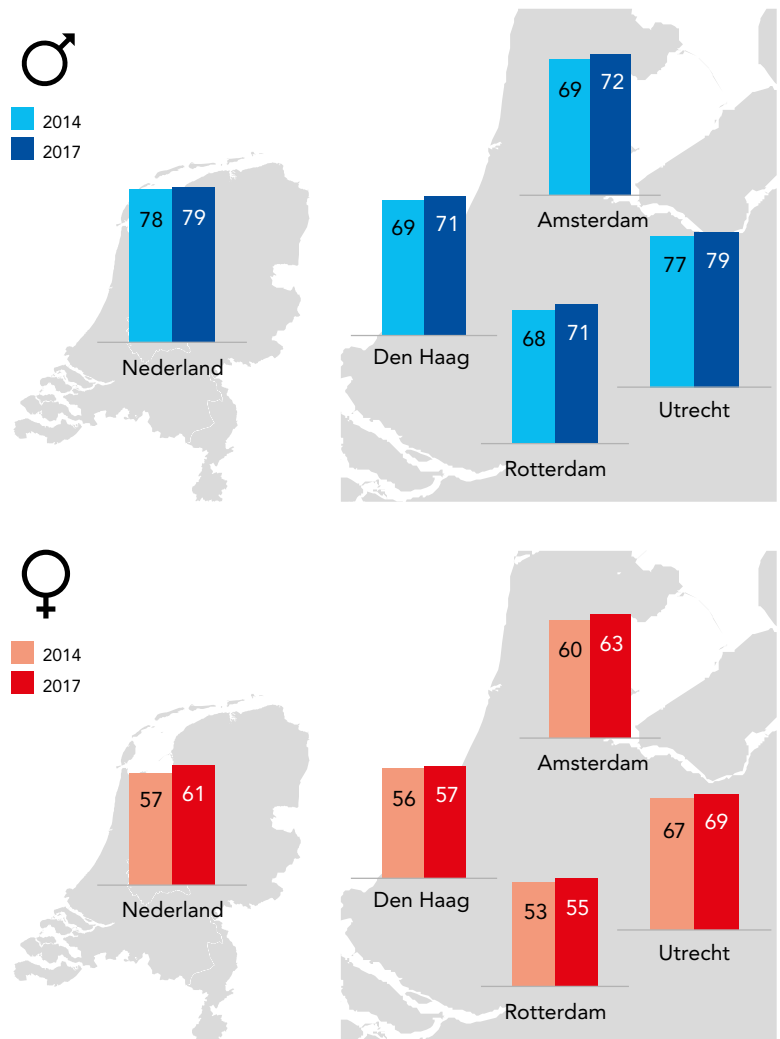 2014
2017
69 72
Amsterdam
78 79
Nederland
69 71
Den Haag
77 79
Utrecht
68 71
Rotterdam
2014
2017
60 63
Amsterdam
57 61
Nederland
56 57
Den Haag
67 69
Utrecht
53 55
Rotterdam